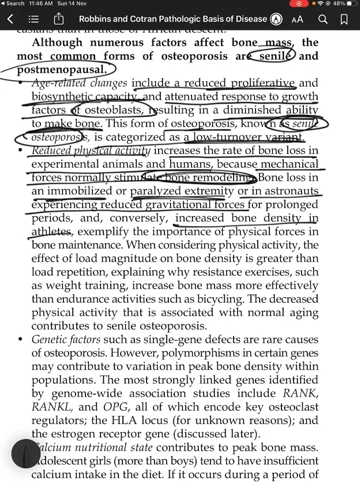 Search 11:46 AM Sun 14 Nov 48%
Robbins and Cotran Pathologic Basis of Disease
AA
Although numerous factors affect bone mass, the
most common forms of osteoporosis are senile and
postmenopausal.
• Age-related changes include a reduced proliferative and
biosynthetic capacity and attenuated response to growth
factors of osteoblasts, resulting in a diminished ability
to make bone. This form of osteoporosis, known as senile
osteoporosis, is categorized as a low-turnover variant.
• Reduced physical activity increases the rate of bone loss in
experimental animals and humans, because mechanical
forces normally stimulate bone remodeling. Bone loss in
an immobilized or paralyzed extremity or in astronauts
experiencing reduced gravitational forces for prolonged
periods, and, conversely, increased bone density in
athletes, exemplify the importance of physical forces in
bone maintenance. When considering physical activity, the
effect of load magnitude on bone density is greater than
load repetition, explaining why resistance exercises, such
as weight training, increase bone mass more effectively
than endurance activities such as bicycling. The decreased
physical activity that is associated with normal aging
contributes to senile osteoporosis.
• Genetic factors such as single-gene defects are rare causes
of osteoporosis. However, polymorphisms in certain genes
may contribute to variation in peak bone density within
populations. The most strongly linked genes identified
by genome-wide association studies include RANK,
RANKL, and OPG, all of which encode key osteoclast
regulators; the HLA locus (for unknown reasons); and
the estrogen receptor gene (discussed later).
Calcium nutritional state contributes to peak bone mass.
Adolescent girls (more than boys) tend to have insufficient
calcium intake in the diet. If it occurs during a period of